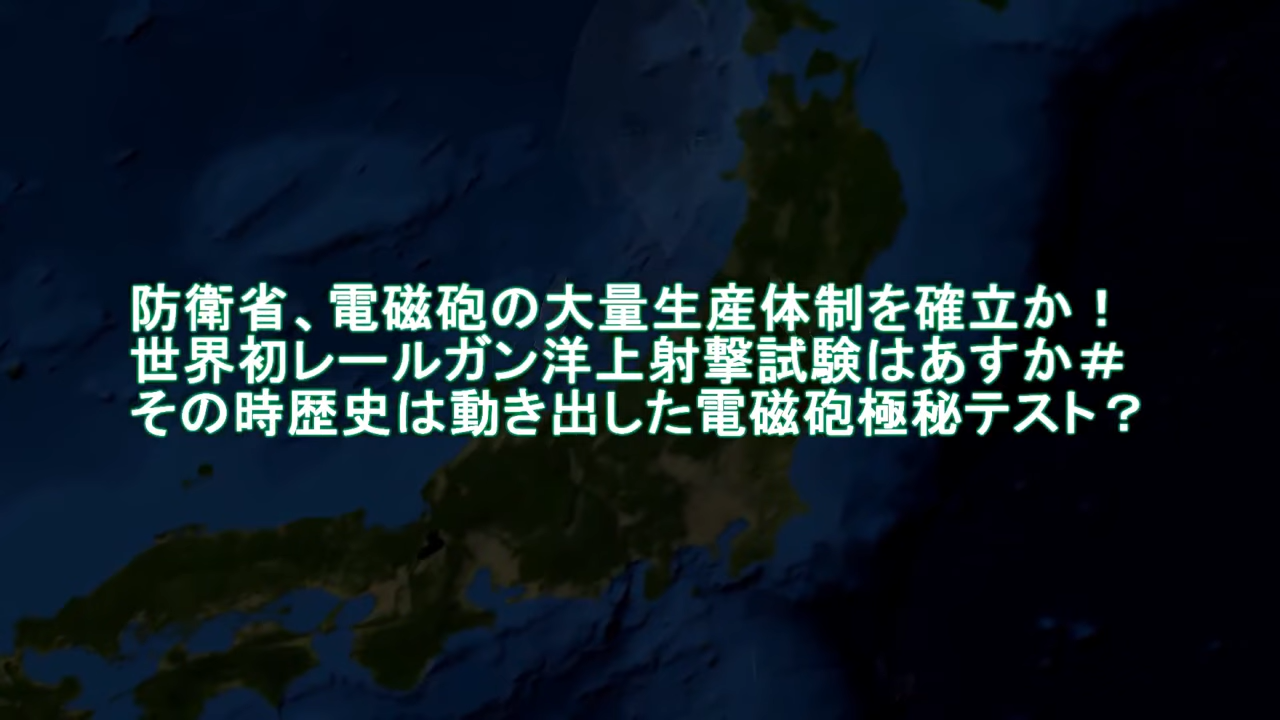 防衛省、電磁砲の大量生産体制を確立か！
世界初レールガン洋上射撃試験はあすか＃
その時歴史は動き出した電磁砲極秘テスト？